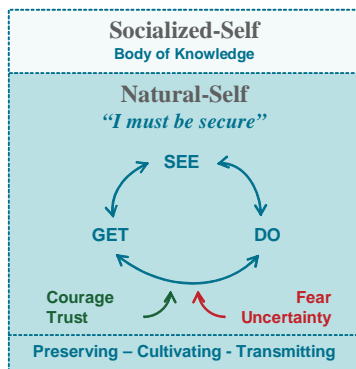 Socialized-Self
Body of Knowledge
Natural-Self
“I must be secure”
SEE
GET
DO
Courage
Trust
Fear
Uncertainty
Preserving – Cultivating - Transmitting